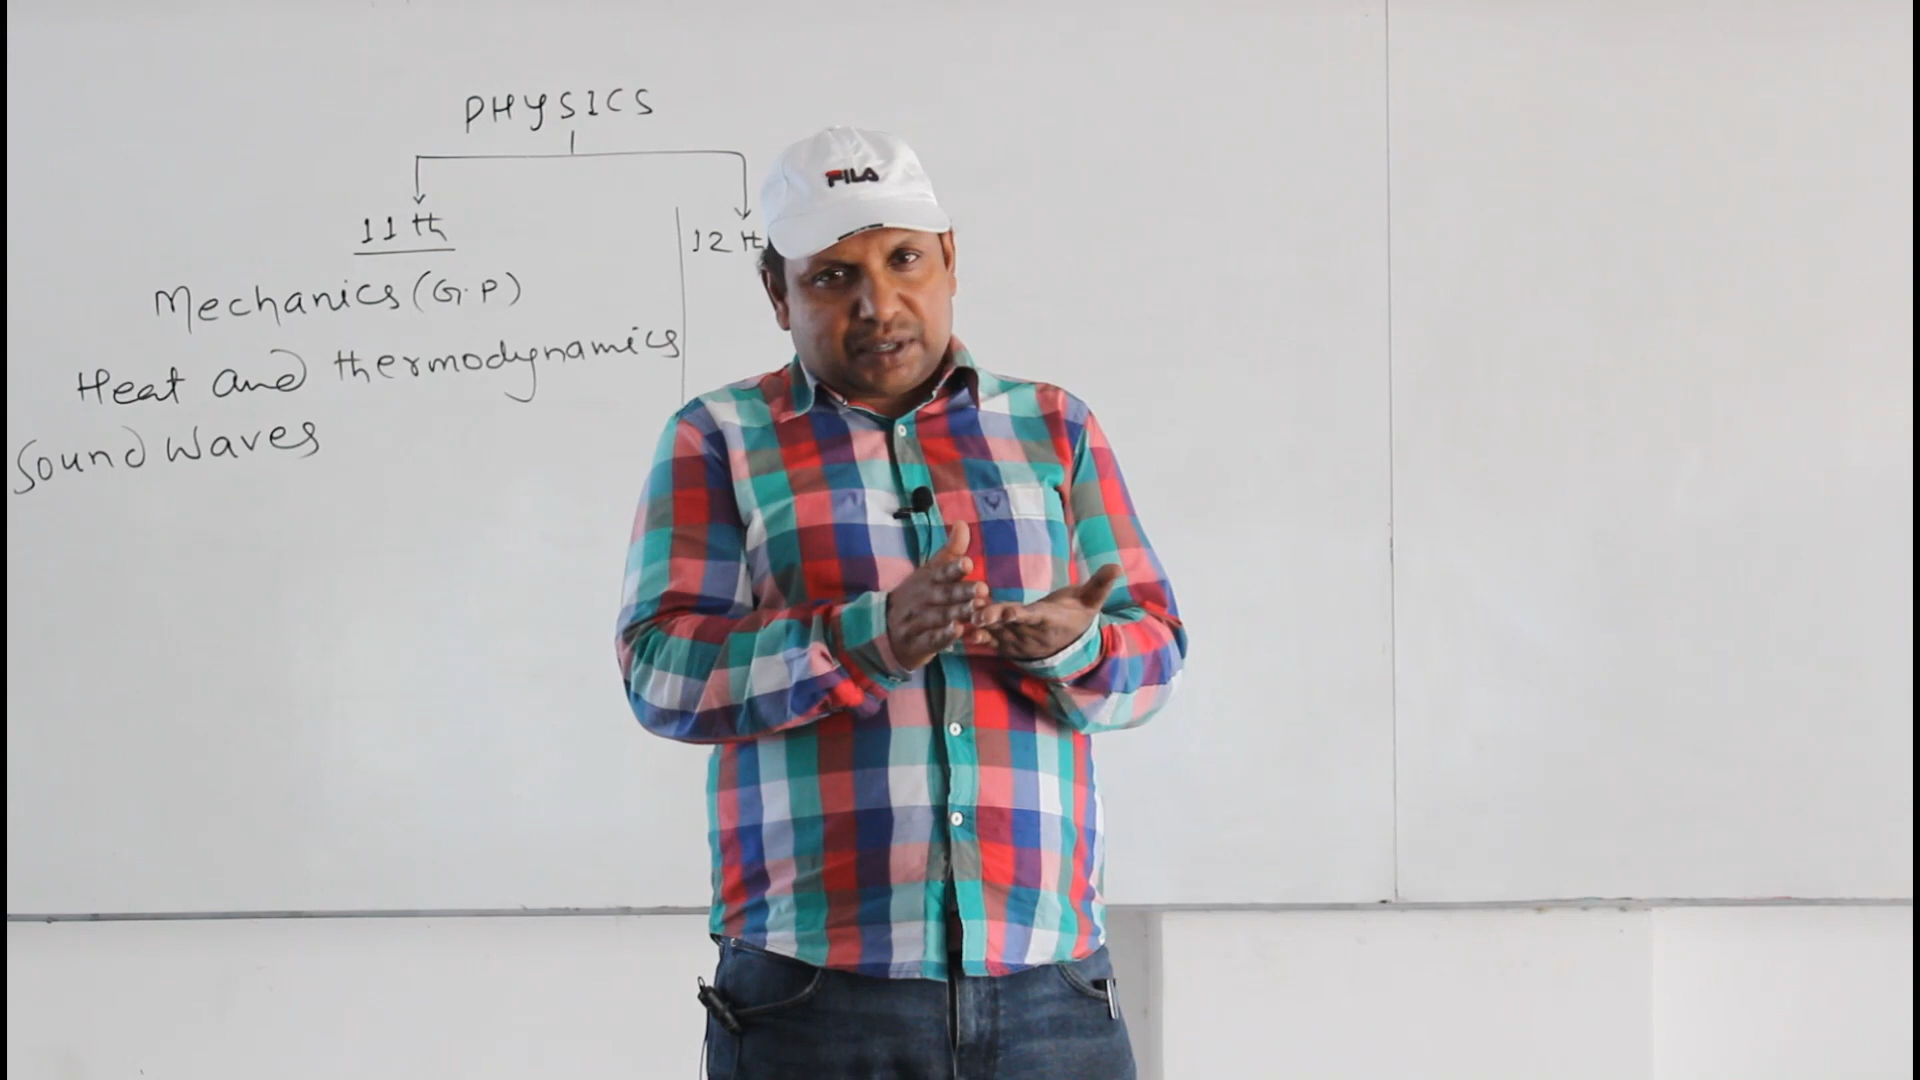 PHYSICS
11th
12th
Mechanics (G.P)
Heat and thermodynamics
Sound Waves
FILA